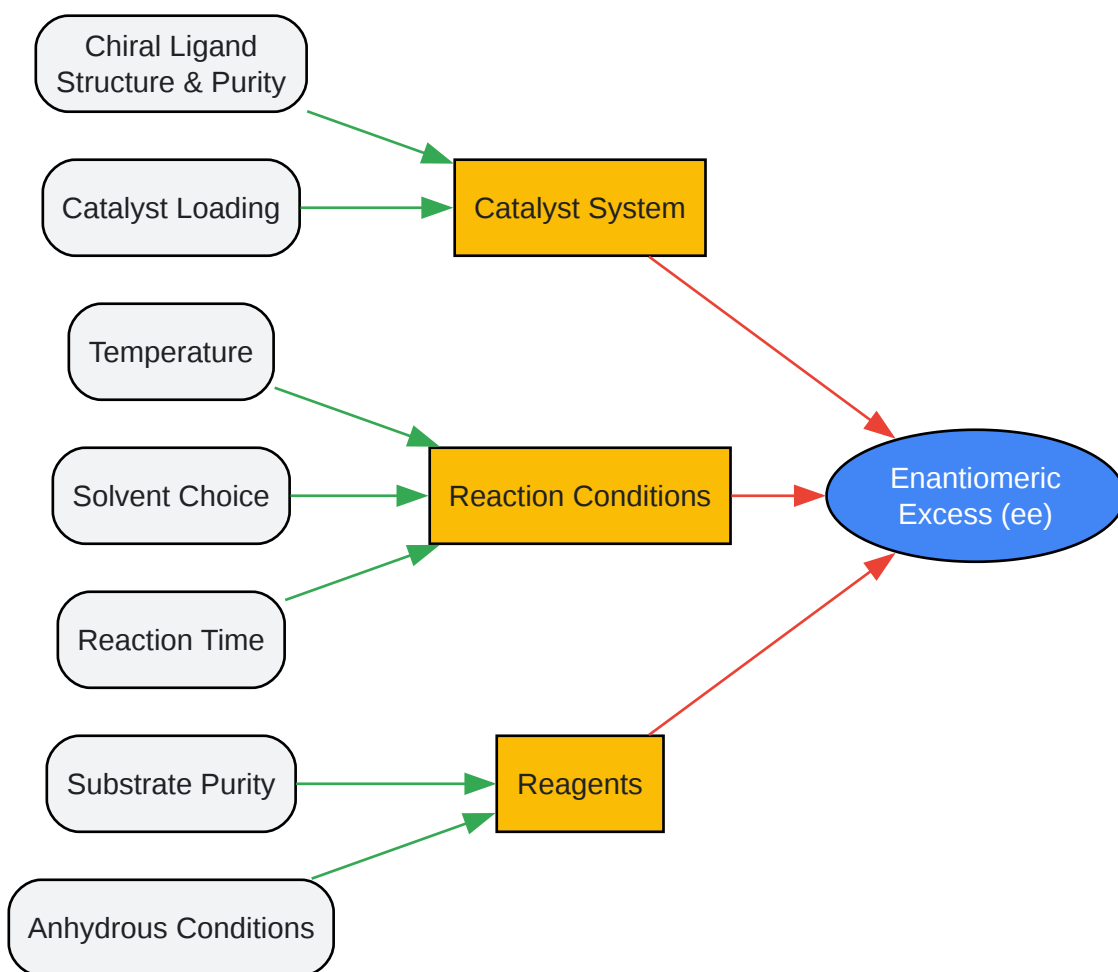 Chiral Ligand
Structure & Purity
Catalyst Loading
Catalyst System
Temperature
Solvent Choice
Reaction Conditions
Enantiomeric
Excess (ee)
Reaction Time
Substrate Purity
Reagents
Anhydrous Conditions